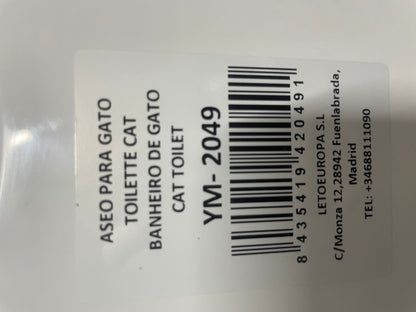 ASEO PARA GATO
TOILETTE CAT
BANHEIRO DE GATO
CAT TOILET
YM- 2049
8 435419 420491
LETOEUROPA S.L
C/Monza 12,28942 Fuenlabrada,
Madrid
TEL: +34688111090